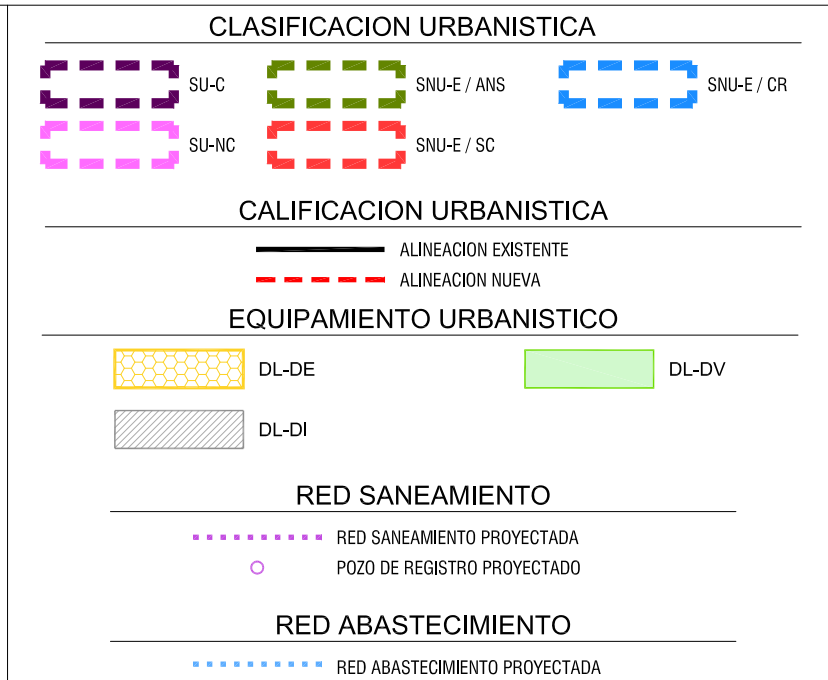 CLASIFICACION URBANISTICA
SU-C
SNU-E / ANS
SNU-E / CR
SU-NC
SNU-E / SC
CALIFICACION URBANISTICA
ALINEACION EXISTENTE
ALINEACION NUEVA
EQUIPAMIENTO URBANISTICO
DL-DE
DL-DV
DL-DI
RED SANEAMIENTO
RED SANEAMIENTO PROYECTADA
POZO DE REGISTRO PROYECTADO
RED ABASTECIMIENTO
RED ABASTECIMIENTO PROYECTADA